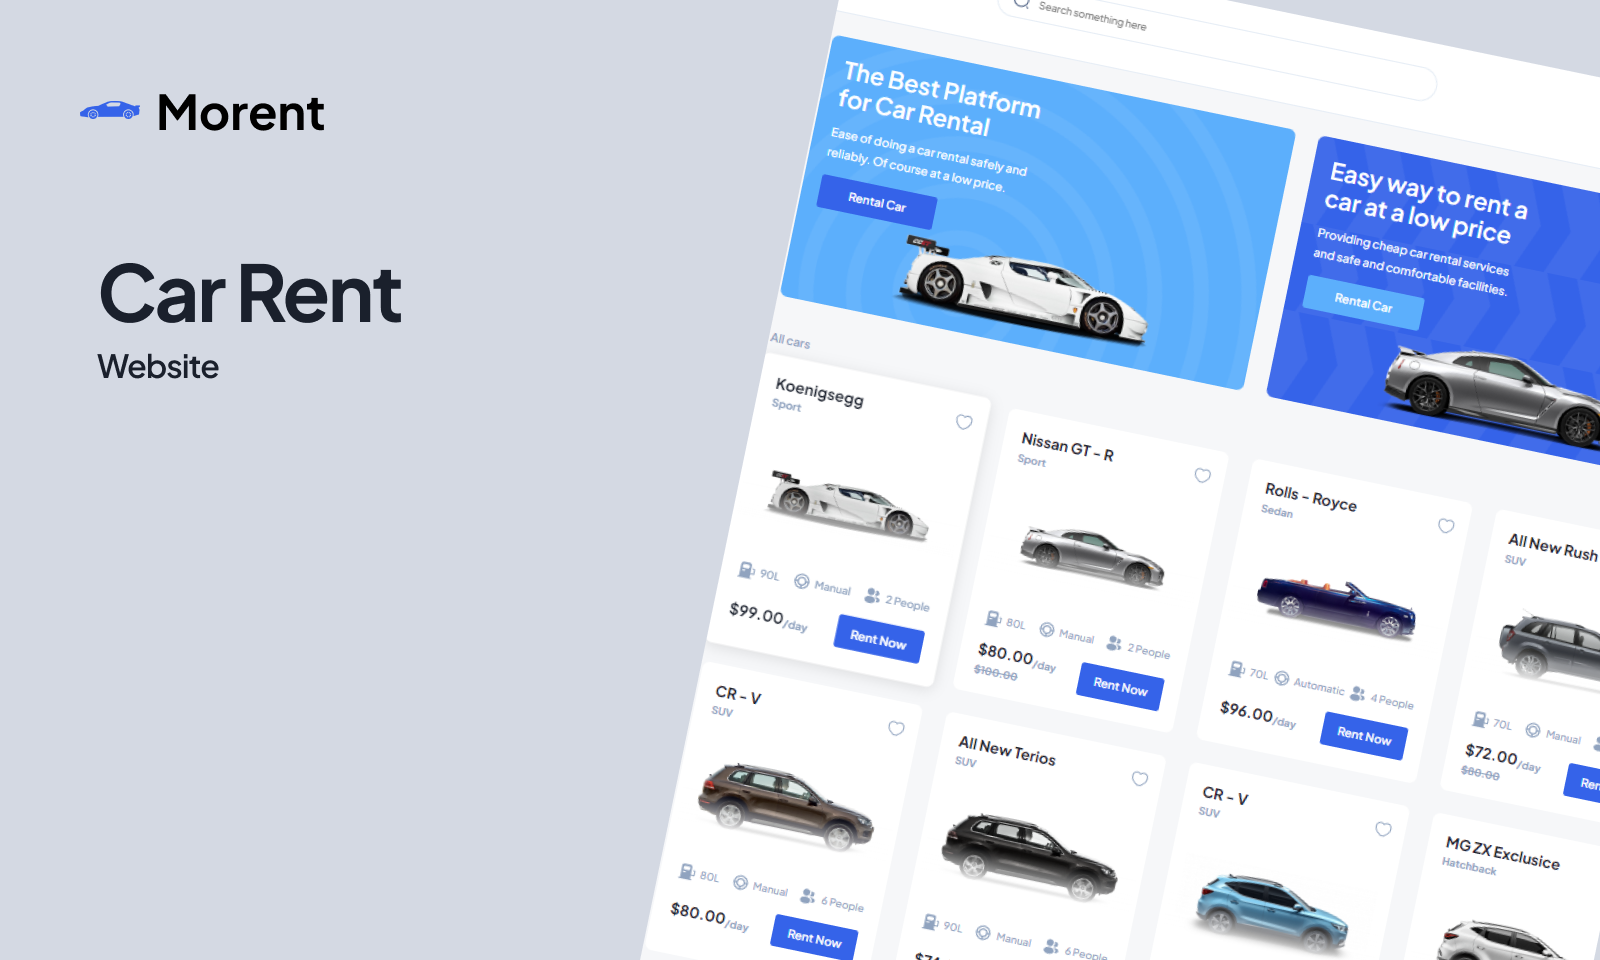 Morent
Car Rent
Website
Search something here
The Best Platform
for Car Rental
Ease of doing a car rental safely and
reliably. Of course at a low price.
Rental Car
Easy way to rent a
car at a low price
Providing cheap car rental services
and safe and comfortable facilities.
Rental Car
All cars
Koenigsegg
Sport
90L
Manual
2 People
$99.00/day
Rent Now
Nissan GT - R
Sport
80L
Manual
2 People
$80.00/day
$100.00
Rent Now
Rolls - Royce
Sedan
70L
Automatic
4 People
$96.00/day
Rent Now
All New Rush
SUV
70L
Manual
$72.00/day
$80.00
CR - V
SUV
80L
Manual
6 People
$80.00/day
Rent Now
All New Terios
SUV
90L
Manual
6 People
CR - V
SUV
MG ZX Exclusice
Hatchback